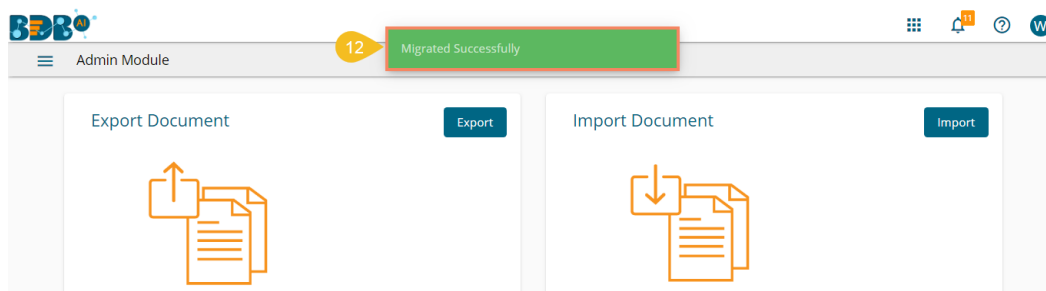 BDB AI
11
W
12
Migrated Successfully
Admin Module
Export Document
Export
Import Document
Import